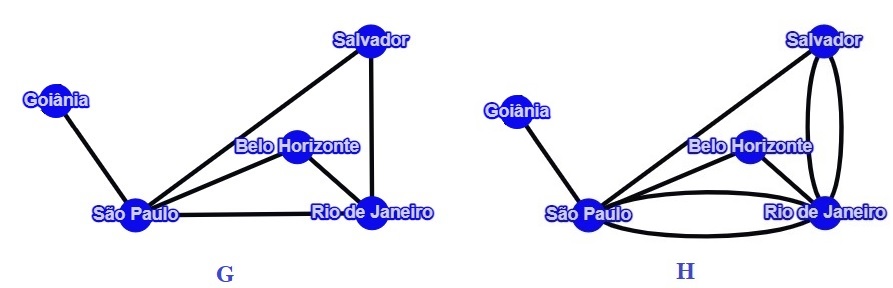 Salvador
Goiânia
Belo Horizonte
São Paulo
Rio de Janeiro
G
Salvador
Goiânia
Belo Horizonte
São Paulo
Rio de Janeiro
H